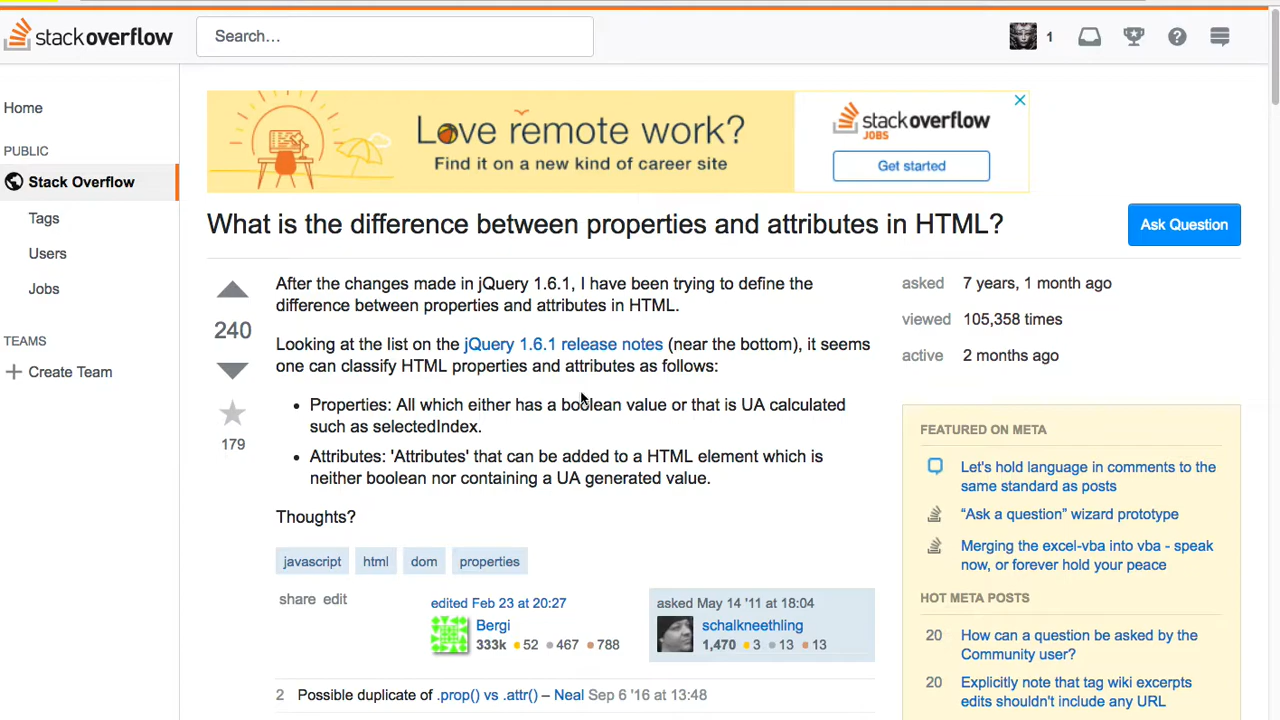 stackoverflow
Search…
1
Home
PUBLIC
Stack Overflow
Tags
Users
Jobs
TEAMS
Create Team
Love remote work?
Find it on a new kind of career site
stackoverflow
JOBS
Get started
What is the difference between properties and attributes in HTML?
Ask Question
240
179
After the changes made in jQuery 1.6.1, I have been trying to define the
difference between properties and attributes in HTML.
Looking at the list on the jQuery 1.6.1 release notes (near the bottom), it seems
one can classify HTML properties and attributes as follows:
• Properties: All which either has a boolean value or that is UA calculated
such as selectedIndex.
• Attributes: 'Attributes' that can be added to a HTML element which is
neither boolean nor containing a UA generated value.
Thoughts?
javascript html dom properties
share edit
edited Feb 23 at 20:27
Bergi
333k 52 467 788
asked May 14 '11 at 18:04
schalkneethling
1,470 3 13 13
2 Possible duplicate of .prop() vs .attr() – Neal Sep 6 '16 at 13:48
asked 7 years, 1 month ago
viewed 105,358 times
active 2 months ago
FEATURED ON META
Let's hold language in comments to the
same standard as posts
“Ask a question” wizard prototype
Merging the excel-vba into vba - speak
now, or forever hold your peace
HOT META POSTS
20 How can a question be asked by the
Community user?
20 Explicitly note that tag wiki excerpts
edits shouldn't include any URL